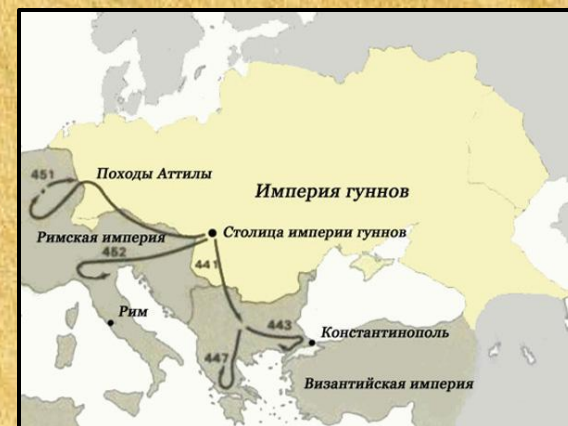 451
Походы Аттилы
Империя гуннов
Римская империя
Столица империи гуннов
452
441
Рим
443
Константинополь
447
Византийская империя